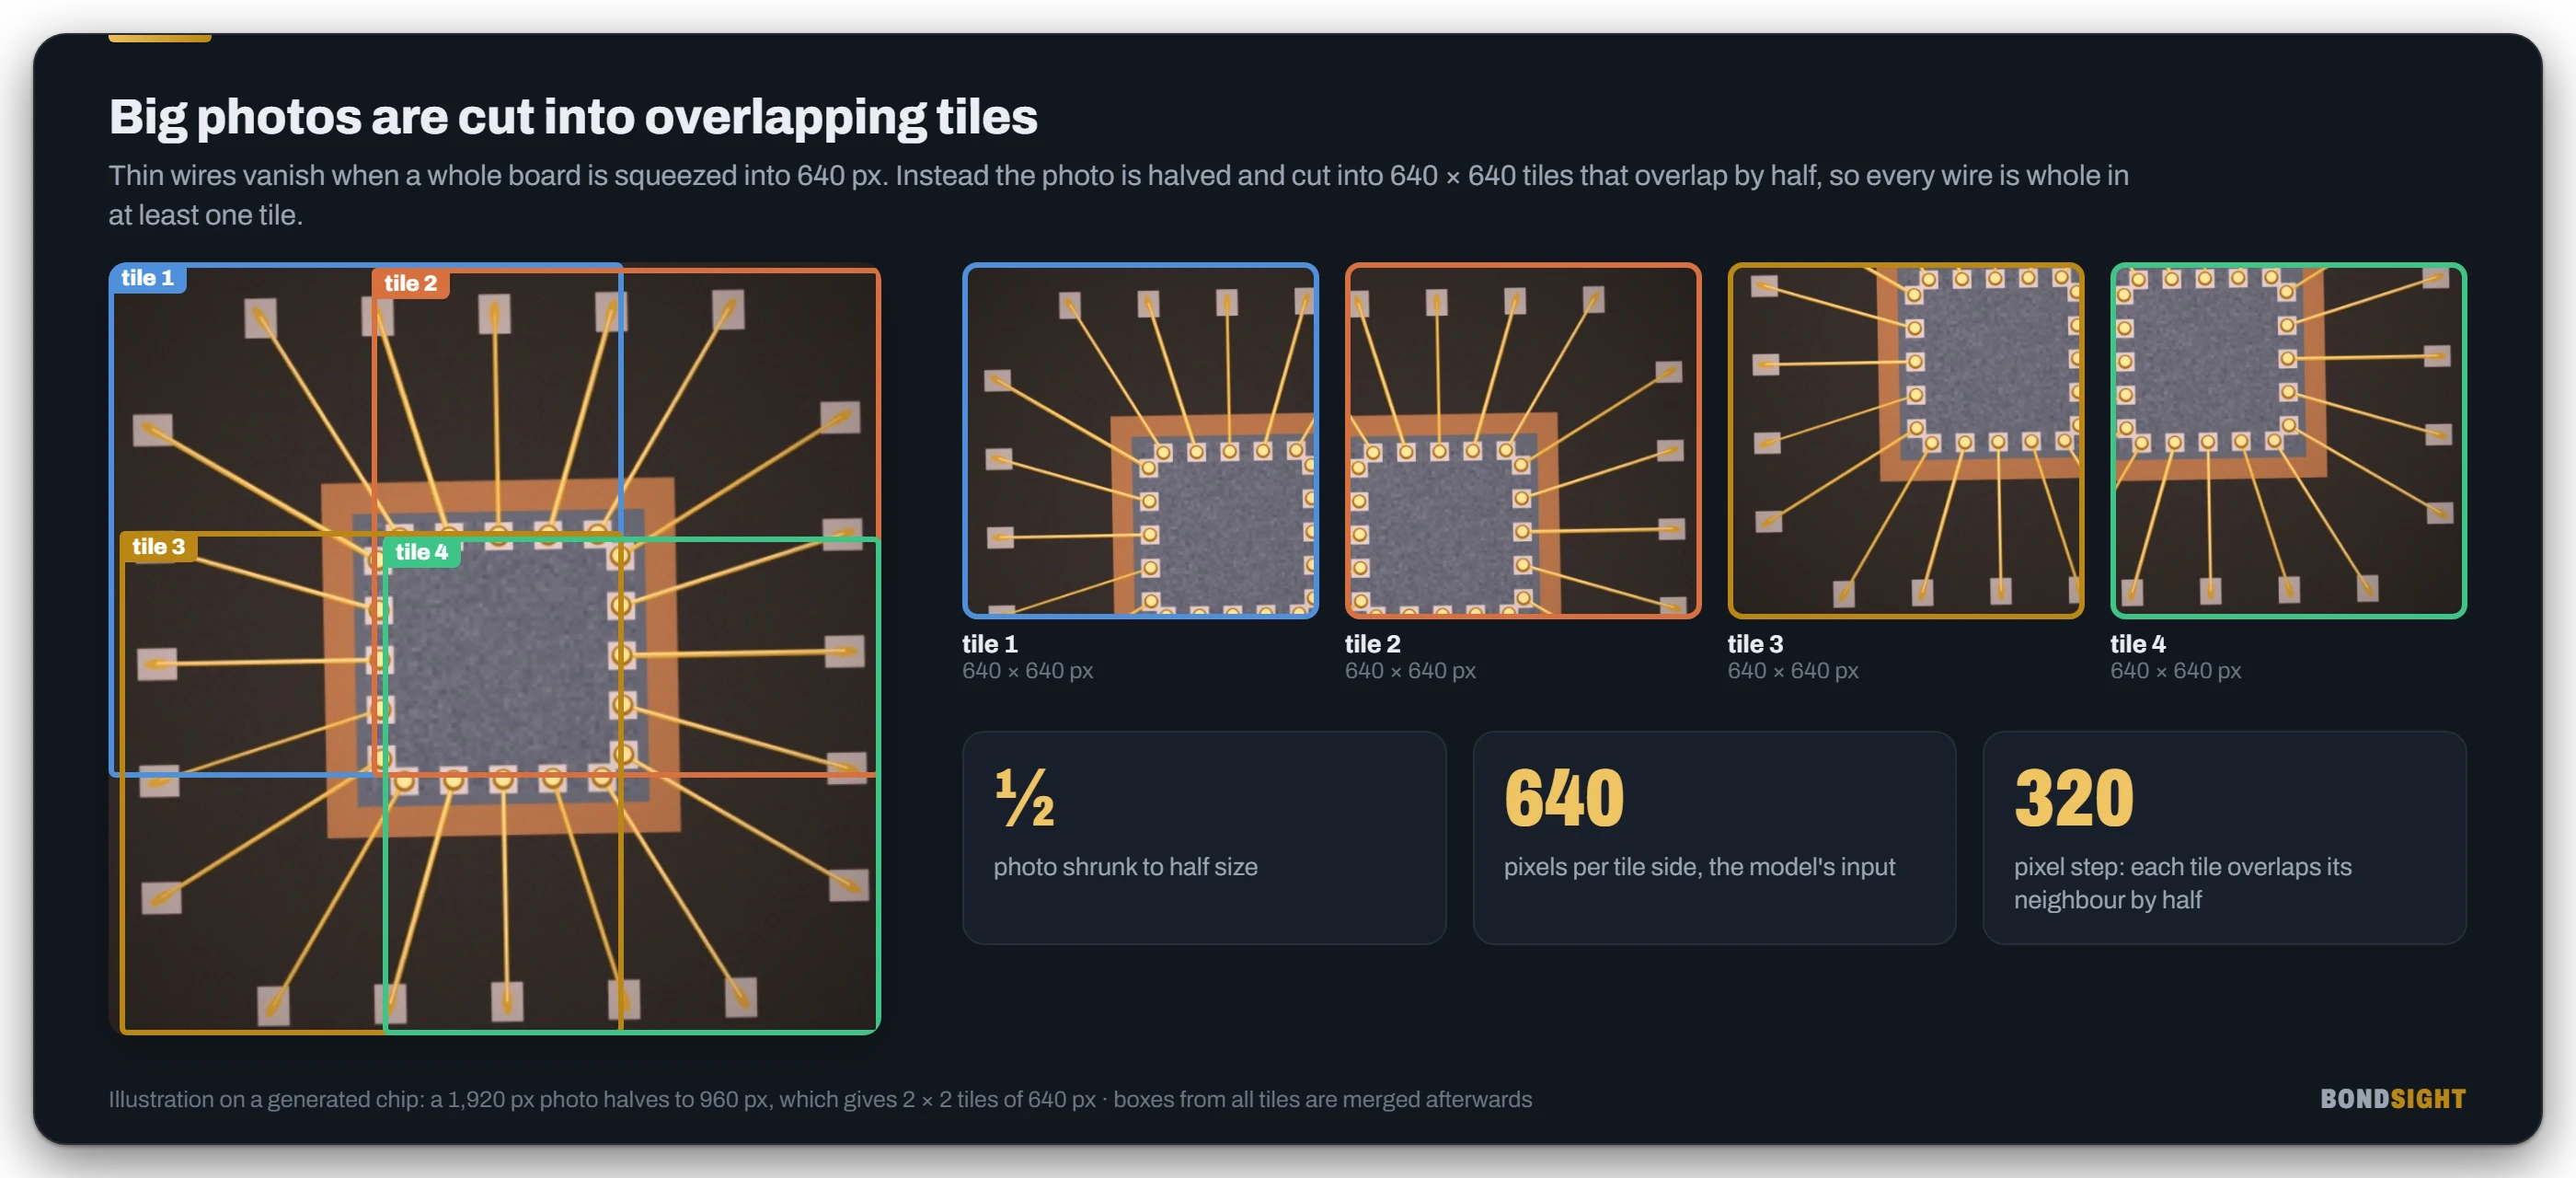 Big photos are cut into overlapping tiles
Thin wires vanish when a whole board is squeezed into 640 px. Instead the photo is halved and cut into 640 × 640 tiles that overlap by half, so every wire is whole in
at least one tile.
tile 1
tile 2
tile 3
tile 4
tile 1
640 × 640 px
tile 2
640 × 640 px
tile 3
640 × 640 px
tile 4
640 × 640 px
½
photo shrunk to half size
640
pixels per tile side, the model's input
320
pixel step: each tile overlaps its
neighbour by half
Illustration on a generated chip: a 1,920 px photo halves to 960 px, which gives 2 × 2 tiles of 640 px · boxes from all tiles are merged afterwards
BONDSIGHT